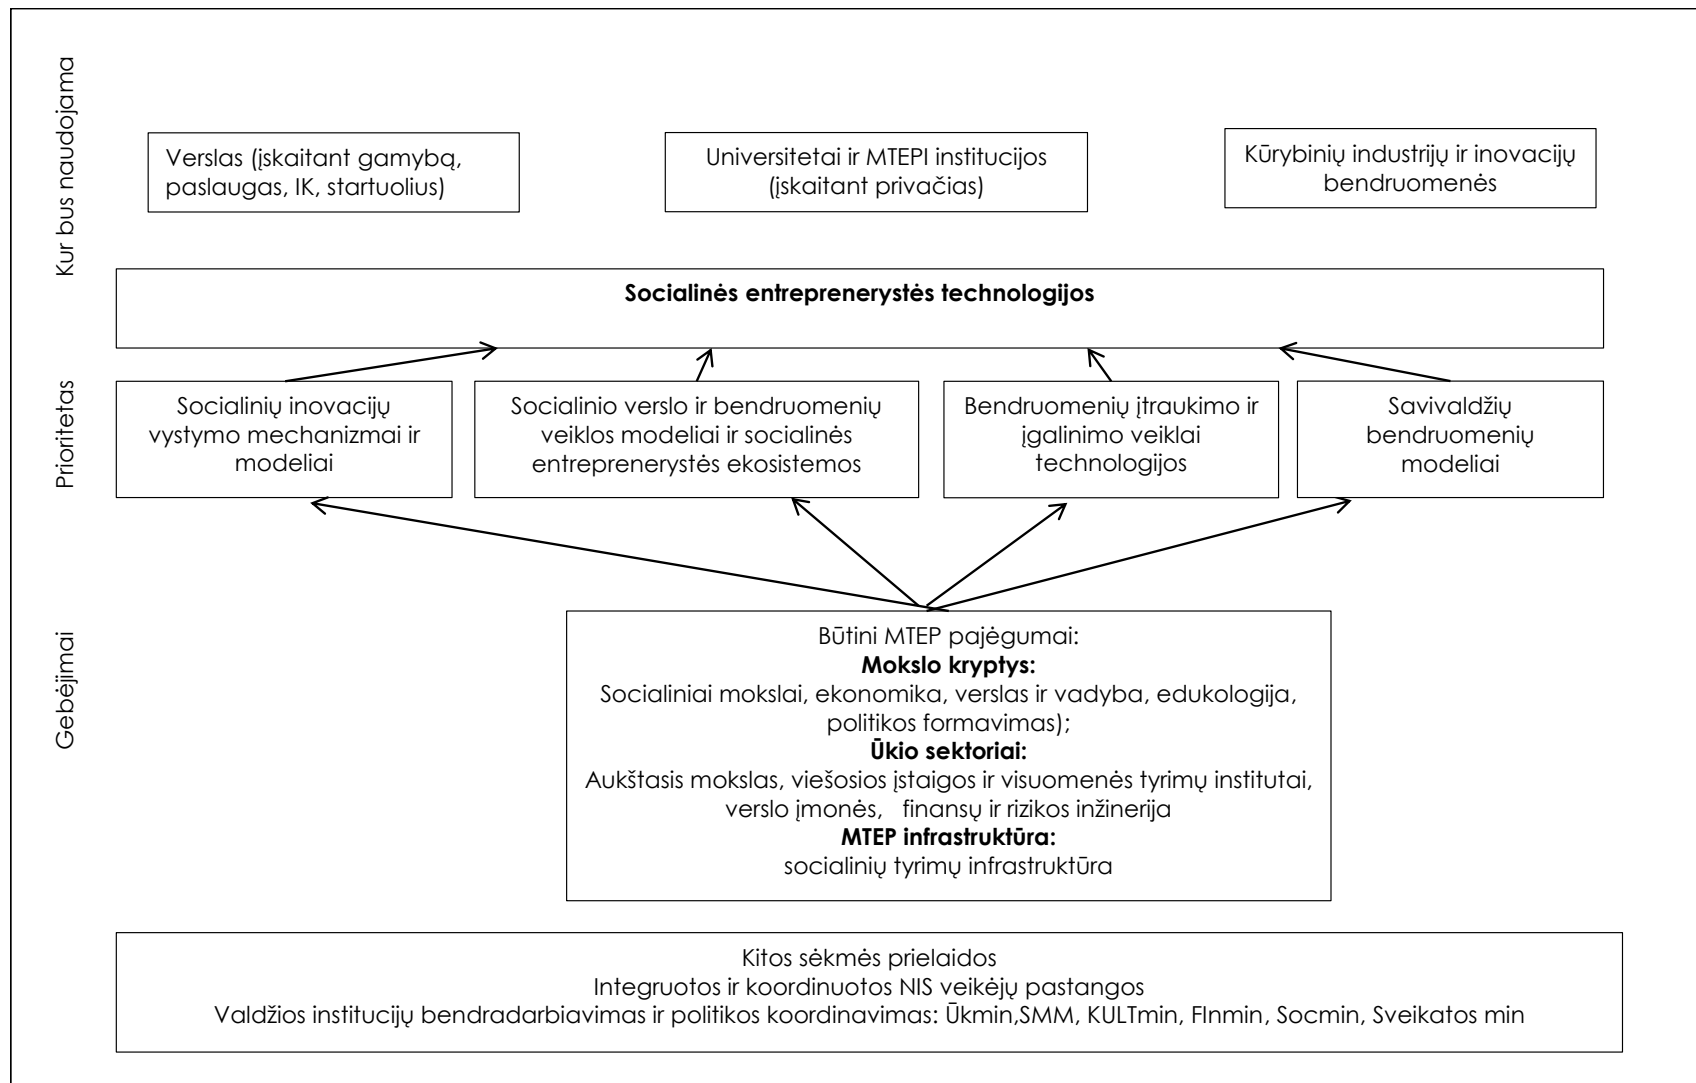 Kur bus naudojama
Verslas (įskaitant gamybą,
paslaugas, IK, startuolius)
Universitetai ir MTEPI institucijos
(įskaitant privačias)
Kūrybinių industrijų ir inovacijų
bendruomenės
Socialinės entreprenerystės technologijos
Prioritetas
Socialinių inovacijų
vystymo mechanizmai ir
modeliai
Socialinio verslo ir bendruomenių
veiklos modeliai ir socialinės
entreprenerystės ekosistemos
Bendruomenių įtraukimo ir
įgalinimo veiklai
technologijos
Savivaldžių
bendruomenių
modeliai
Gebėjimai
Būtini MTEP pajėgumai:
Mokslo kryptys:
Socialiniai mokslai, ekonomika, verslas ir vadyba, edukologija,
politikos formavimas);
Ūkio sektoriai:
Aukštasis mokslas, viešosios įstaigos ir visuomenės tyrimų institutai,
verslo įmonės, finansų ir rizikos inžinerija
MTEP infrastruktūra:
socialinių tyrimų infrastruktūra
Kitos sėkmės prielaidos
Integruotos ir koordinuotos NIS veikėjų pastangos
Valdžios institucijų bendradarbiavimas ir politikos koordinavimas: Ūkmin,SMM, KULTmin, FInmin, Socmin, Sveikatos min